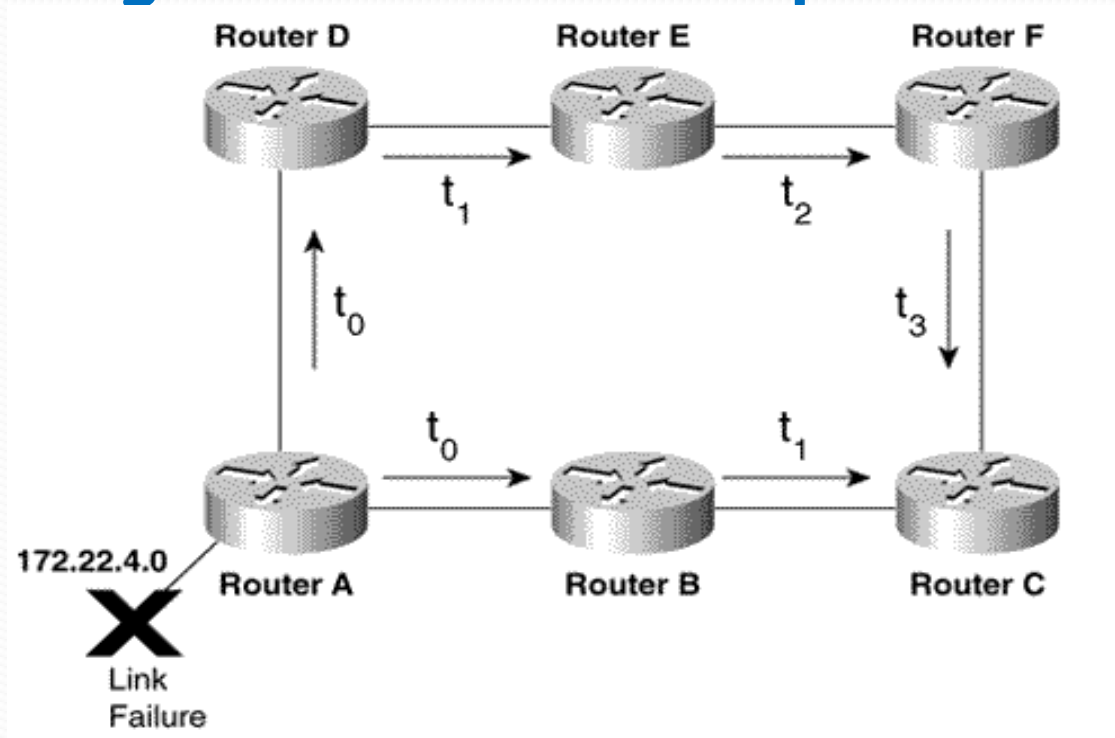 Router D
Router E
Router F
t1
t2
t0
t3
t0
t1
172.22.4.0
Router A
Router B
Router C
Link
Failure